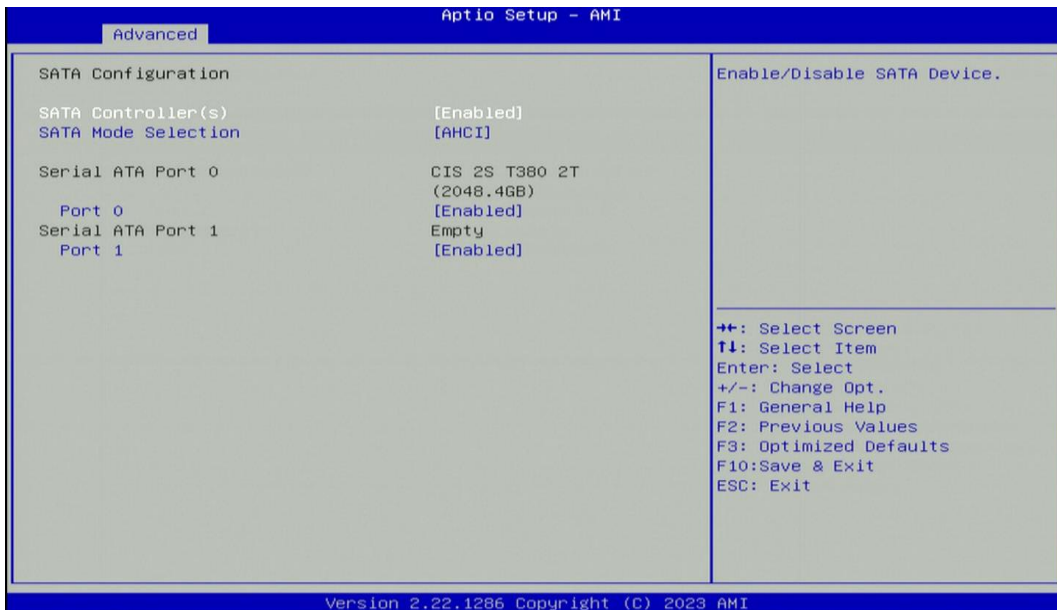 Aptio Setup - AMI
Advanced
SATA Configuration
SATA Controller(s) [Enabled]
SATA Mode Selection [AHCI]
Serial ATA Port 0 CIS 2S T380 2T
(2048.4GB)
Port 0 [Enabled]
Serial ATA Port 1 Empty
Port 1 [Enabled]
Enable/Disable SATA Device.
→←: Select Screen
↑↓: Select Item
Enter: Select
+/-: Change Opt.
F1: General Help
F2: Previous Values
F3: Optimized Defaults
F10:Save & Exit
ESC: Exit
Version 2.22.1286 Copyright (C) 2023 AMI